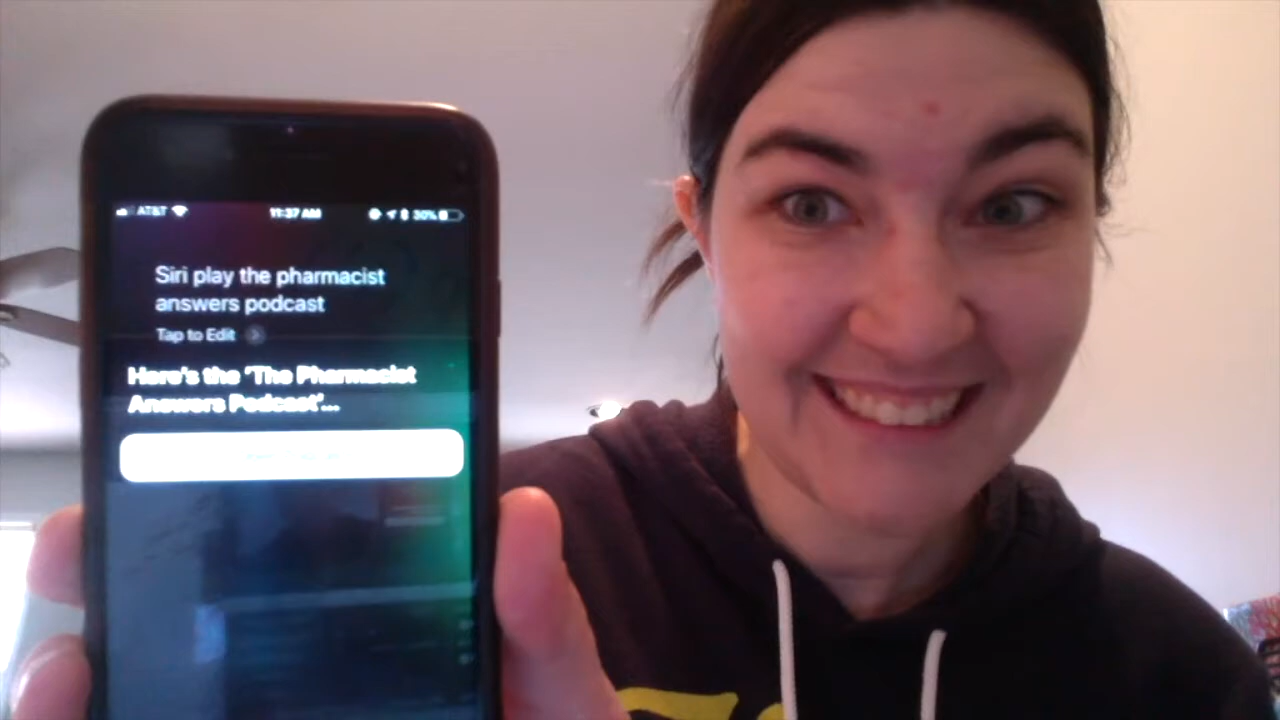 AT&T 11:37 AM 30%
Siri play the pharmacist
answers podcast
Tap to Edit
Here's the 'The Pharmacist
Answers Podcast'...